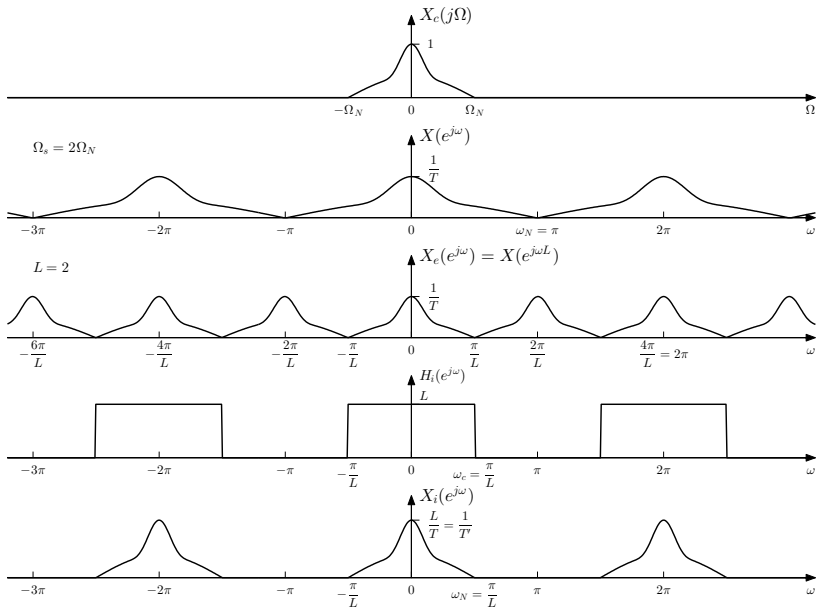 X_c(jΩ)
1
−Ω_N 0 Ω_N Ω
Ω_s = 2Ω_N
X(e^{jω})
1/T
−3π −2π −π 0 ω_N = π 2π ω
L = 2
X_e(e^{jω}) = X(e^{jωL})
1/T
−6π/L −4π/L −2π/L −π/L 0 π/L 2π/L 4π/L = 2π ω
H_i(e^{jω})
L
−3π −2π −π −π/L 0 ω_c = π/L π 2π ω
X_i(e^{jω})
L/T = 1/T'
−3π −2π −π −π/L 0 ω_N = π/L π 2π ω